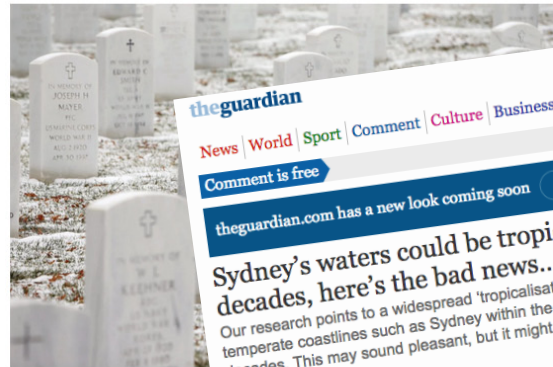 IN MEMORY OF
JOSEPH H
MAYER
PFC
WORLD WAR II
IN MEMORY OF
EDWARD C
W L
KEEHNER
theguardian
News World Sport Comment Culture Business
Comment is free
theguardian.com has a new look coming soon
Sydney's waters could be tropi
decades, here's the bad news..
Our research points to a widespread 'tropicalisat
temperate coastlines such as Sydney within the
decades. This may sound pleasant, but it might